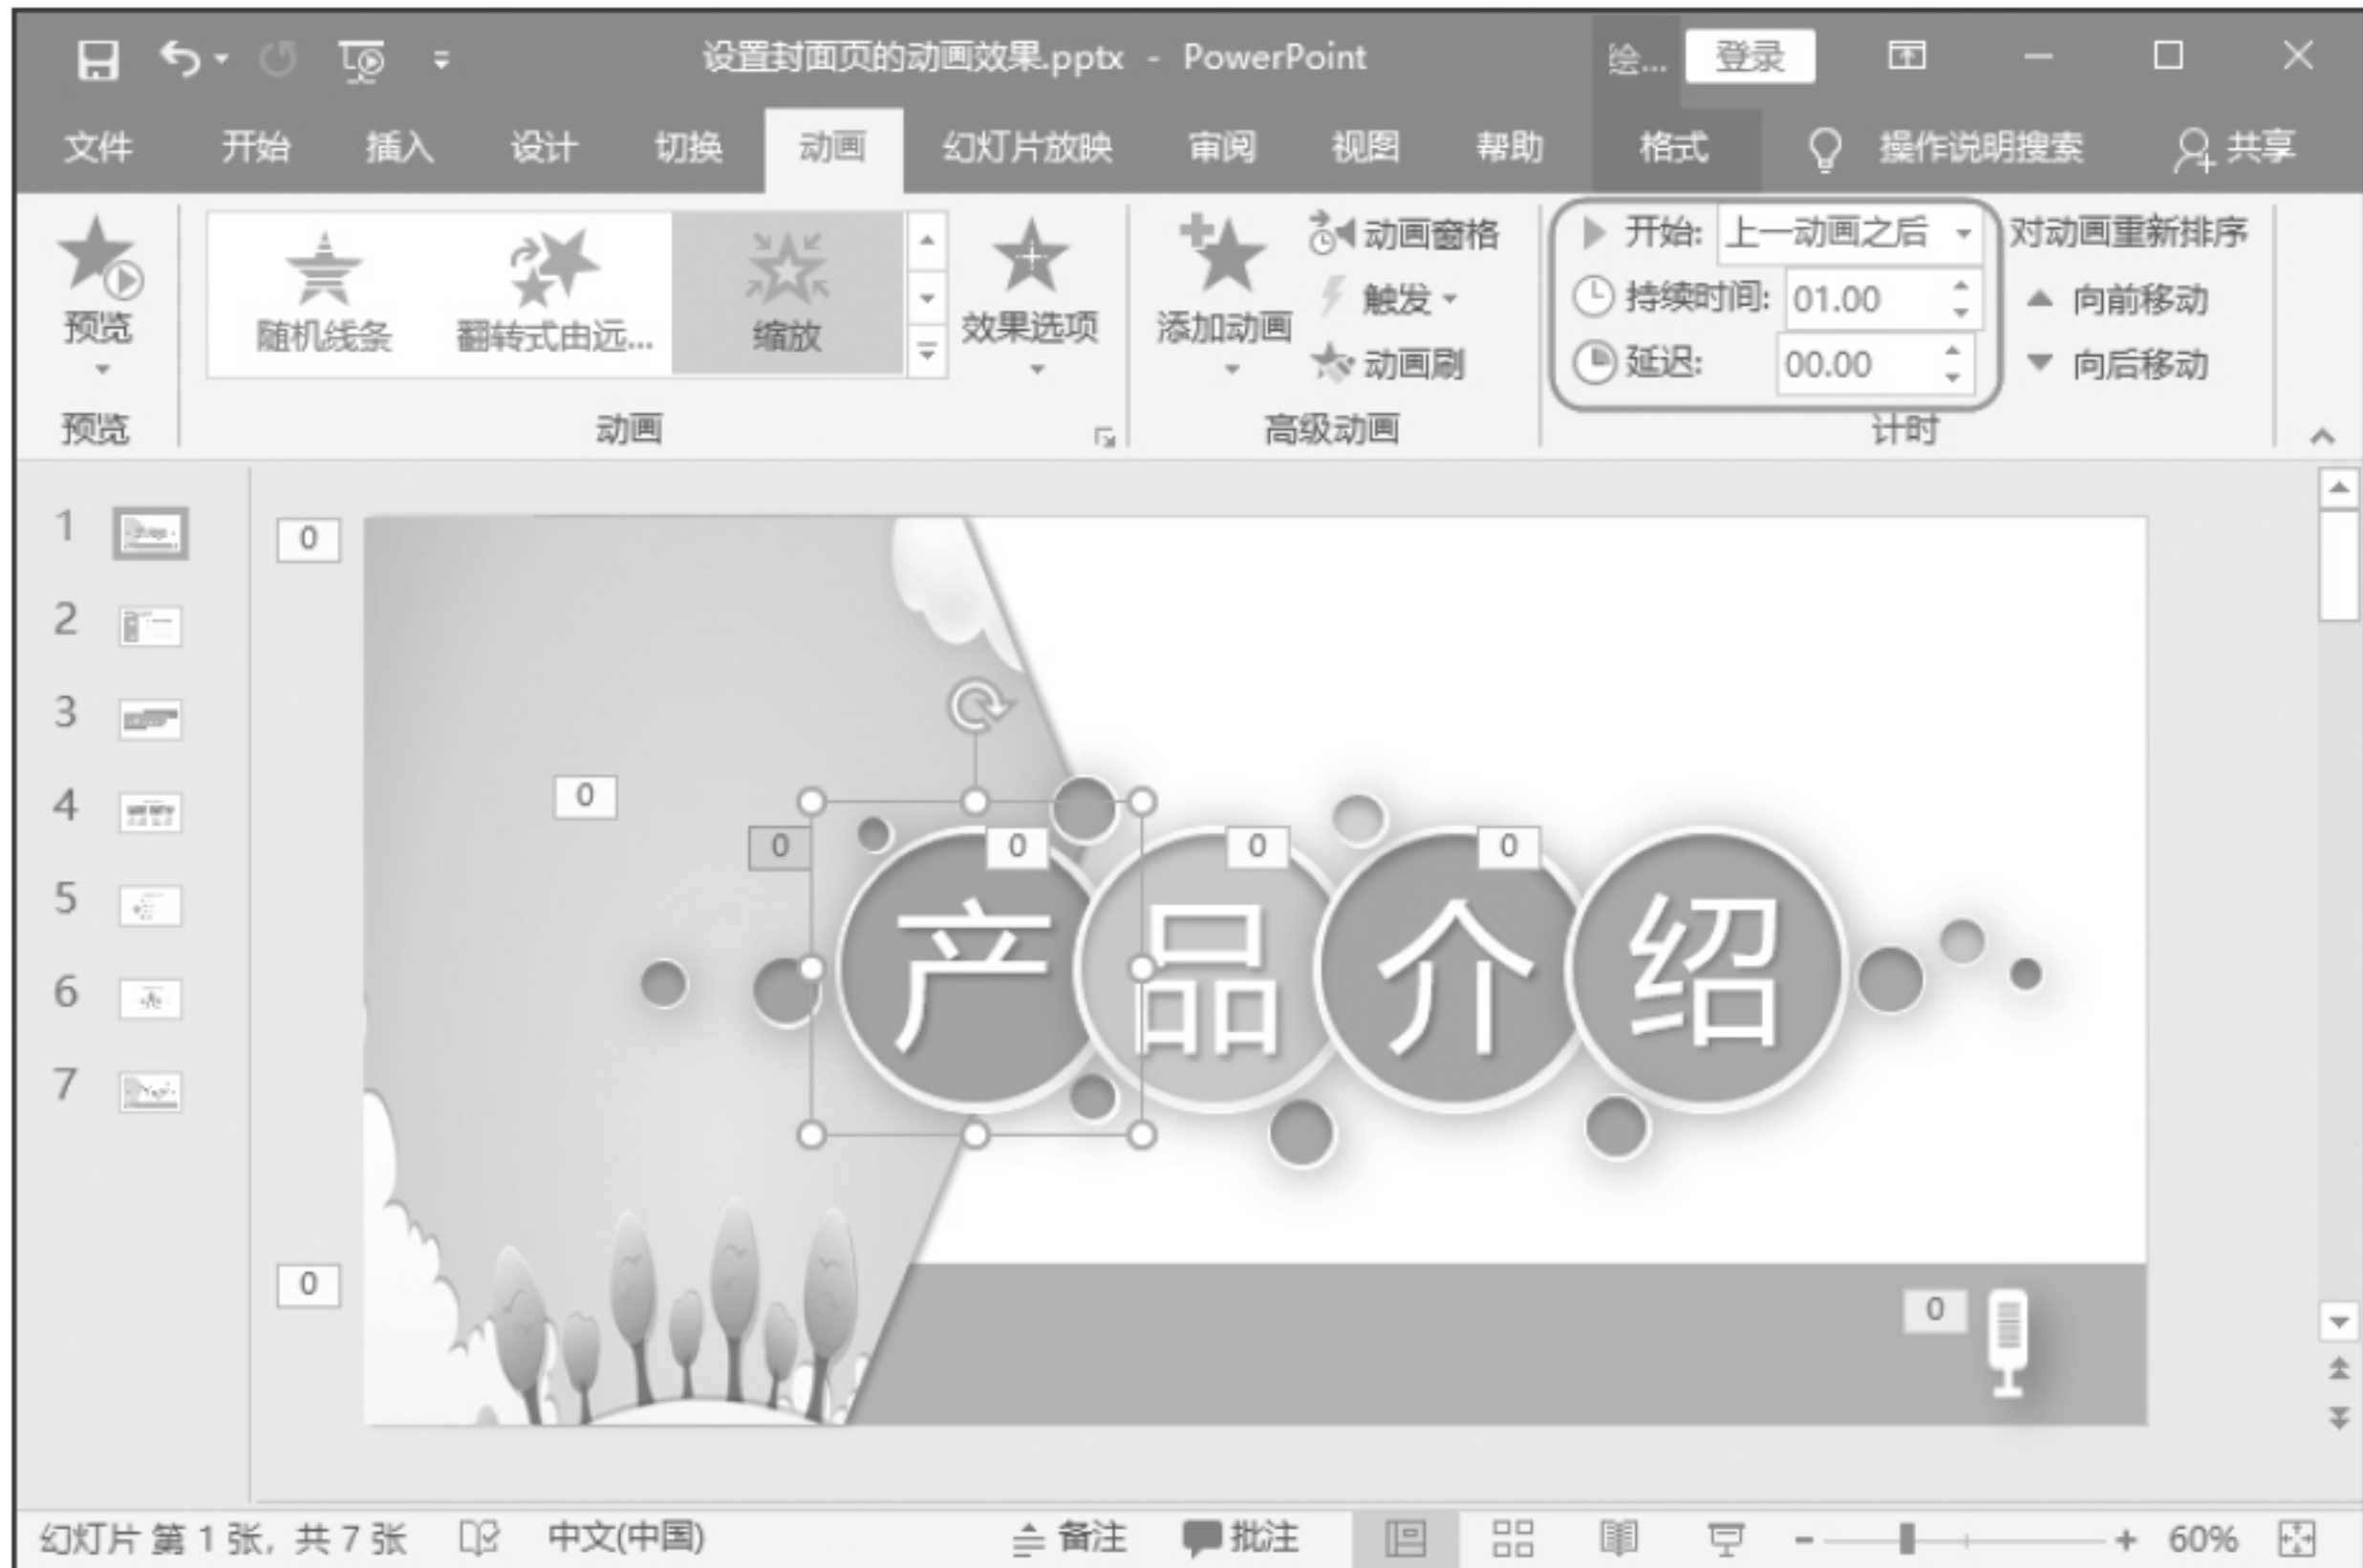 设置封面页的动画效果.pptx - PowerPoint 绘... 登录
文件 开始 插入 设计 切换 动画 幻灯片放映 审阅 视图 帮助 格式 操作说明搜索 共享
预览
随机线条 翻转式由远... 缩放
效果选项
添加动画
动画窗格
触发
动画刷
开始: 上一动画之后
持续时间: 01.00
延迟: 00.00
对动画重新排序
向前移动
向后移动
预览 动画 高级动画 计时
1
2
3
4
5
6
7
0
0
0 0 0 0
产 品 介 绍
0
0
幻灯片 第 1 张, 共 7 张 中文(中国) 备注 批注 60%